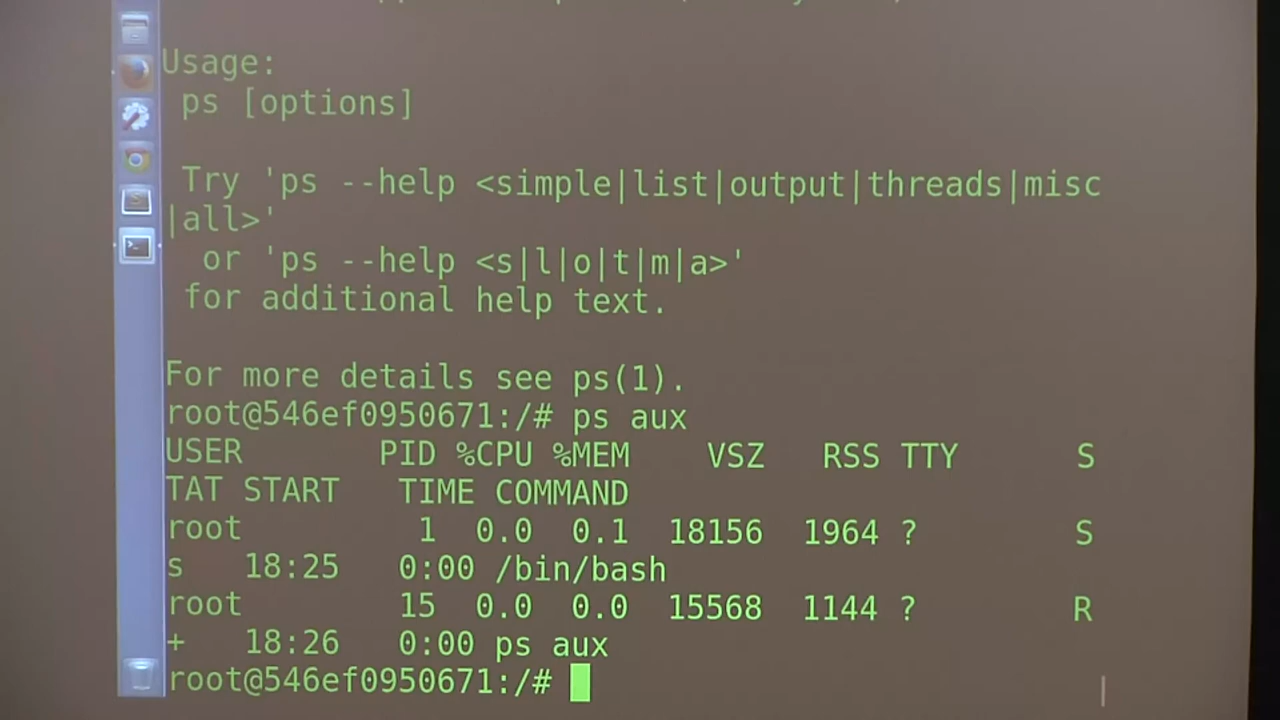 Usage:
ps [options]
Try 'ps --help <simple|list|output|threads|misc
|all>'
or 'ps --help <s|l|o|t|m|a>'
for additional help text.
For more details see ps(1).
root@546ef0950671:/# ps aux
USER PID %CPU %MEM VSZ RSS TTY S
TAT START TIME COMMAND
root 1 0.0 0.1 18156 1964 ? S
s 18:25 0:00 /bin/bash
root 15 0.0 0.0 15568 1144 ? R
+ 18:26 0:00 ps aux
root@546ef0950671:/#